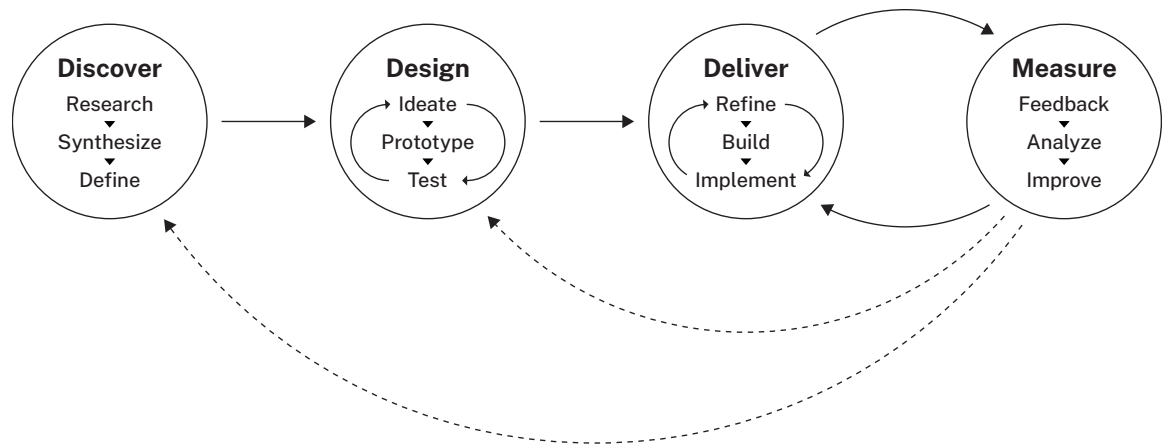 Discover
Research
Synthesize
Define
Design
Ideate
Prototype
Test
Deliver
Refine
Build
Implement
Measure
Feedback
Analyze
Improve